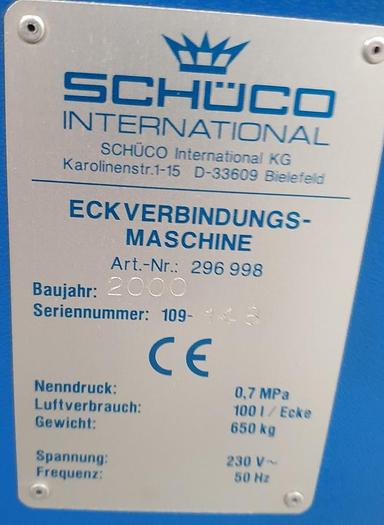 SCHÜCO
INTERNATIONAL
SCHÜCO International KG
Karolinenstr.1-15 D-33609 Bielefeld
ECKVERBINDUNGS-
MASCHINE
Art.-Nr.: 296 998
Baujahr: 2000
Seriennummer: 109-
CE
Nenndruck: 0,7 MPa
Luftverbrauch: 100 l / Ecke
Gewicht: 650 kg
Spannung: 230 V~
Frequenz: 50 Hz